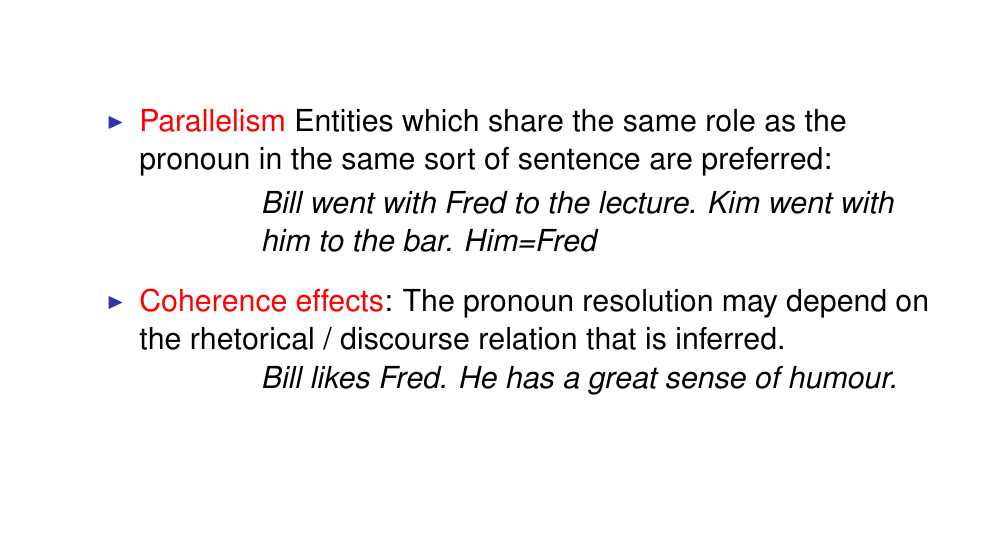 ▶ Parallelism Entities which share the same role as the
pronoun in the same sort of sentence are preferred:
Bill went with Fred to the lecture. Kim went with
him to the bar. Him=Fred
▶ Coherence effects: The pronoun resolution may depend on
the rhetorical / discourse relation that is inferred.
Bill likes Fred. He has a great sense of humour.